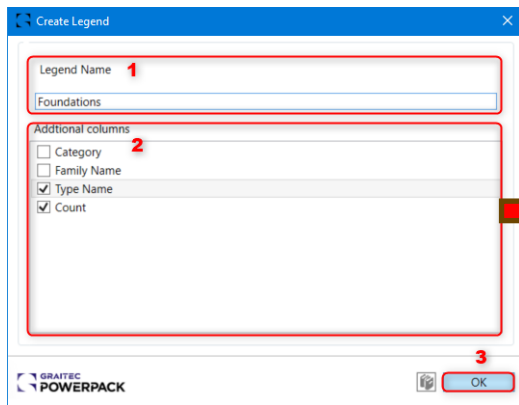 Create Legend
Legend Name 1
Foundations
Addtional columns
2
Category
Family Name
Type Name
Count
3
GRAITEC
POWERPACK
OK